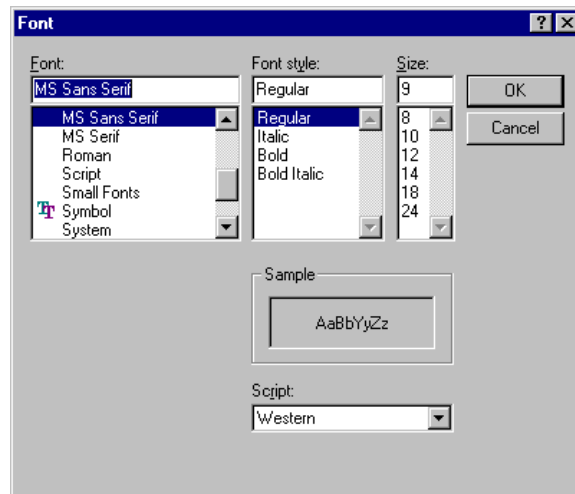 Font
Font:
MS Sans Serif
MS Sans Serif
MS Serif
Roman
Script
Small Fonts
Symbol
System
Font style:
Regular
Regular
Italic
Bold
Bold Italic
Size:
9
8
10
12
14
18
24
OK
Cancel
Sample
AaBbYyZz
Script:
Western